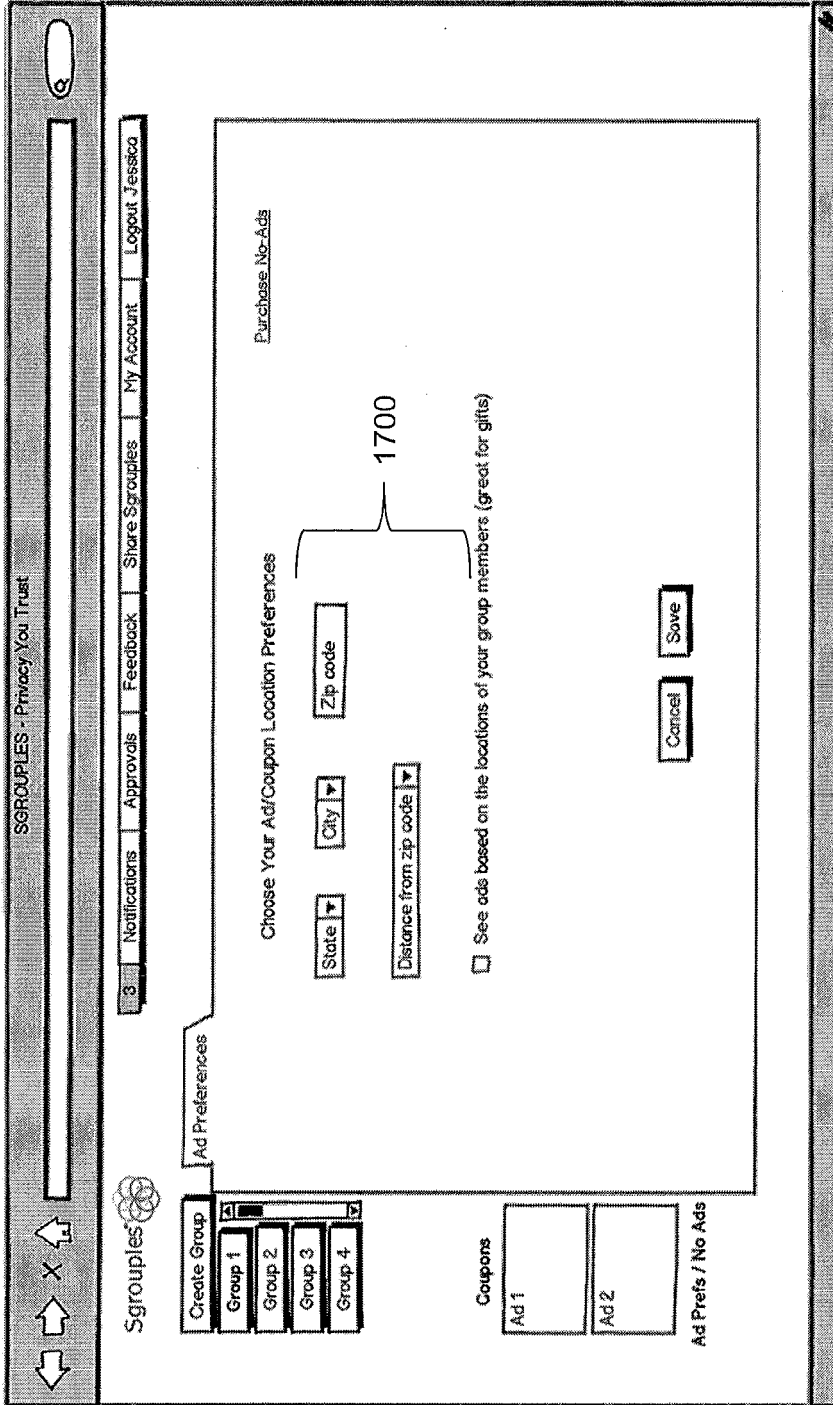 SGROUPLES - Privacy You Trust
Sgrouples
3 Notifications Approvals Feedback Share Sgrouples My Account Logout Jessica
Create Group
Group 1
Group 2
Group 3
Group 4
Coupons
Ad 1
Ad 2
Ad Prefs / No Ads
Ad Preferences
Purchase No-Ads
Choose Your Ad/Coupon Location Preferences
State City Zip code
Distance from zip code
1700
See ads based on the locations of your group members (great for gifts)
Cancel Save